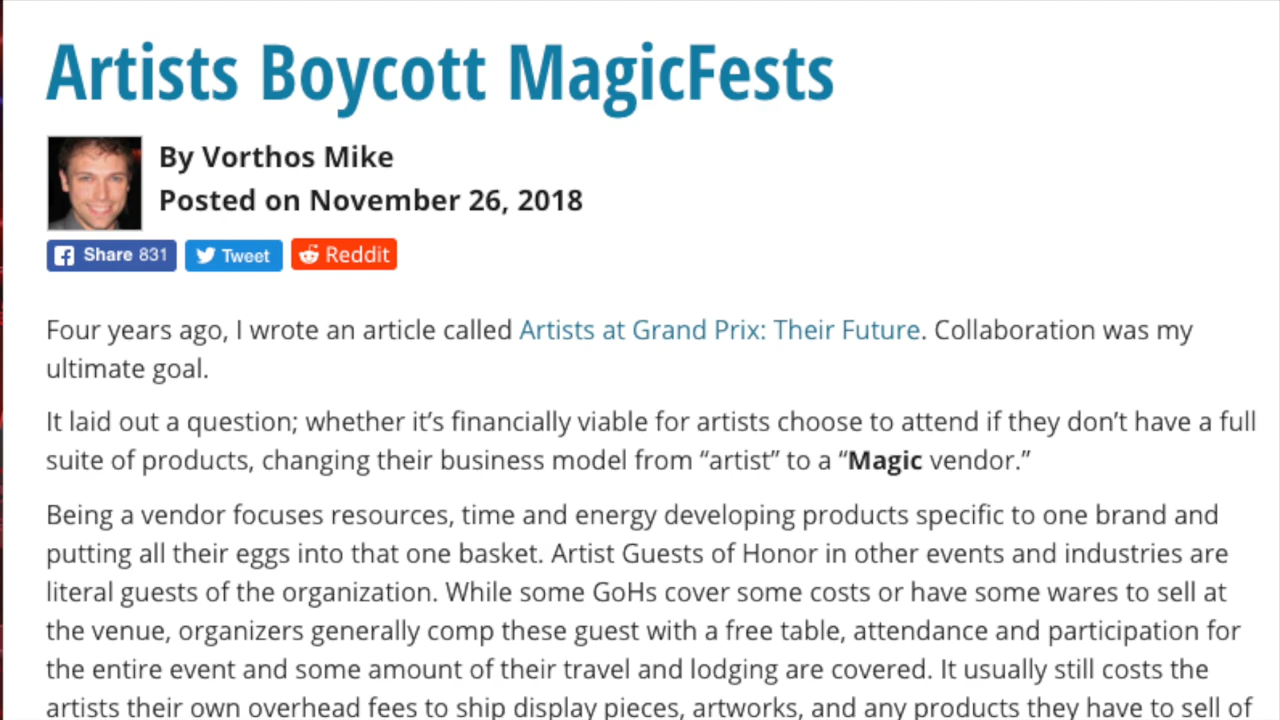 Artists Boycott MagicFests
By Vorthos Mike
Posted on November 26, 2018
Share 831 Tweet Reddit
Four years ago, I wrote an article called Artists at Grand Prix: Their Future. Collaboration was my
ultimate goal.
It laid out a question; whether it’s financially viable for artists choose to attend if they don’t have a full
suite of products, changing their business model from “artist” to a “Magic vendor.”
Being a vendor focuses resources, time and energy developing products specific to one brand and
putting all their eggs into that one basket. Artist Guests of Honor in other events and industries are
literal guests of the organization. While some GoHs cover some costs or have some wares to sell at
the venue, organizers generally comp these guest with a free table, attendance and participation for
the entire event and some amount of their travel and lodging are covered. It usually still costs the
artists their own overhead fees to ship display pieces, artworks, and any products they have to sell of